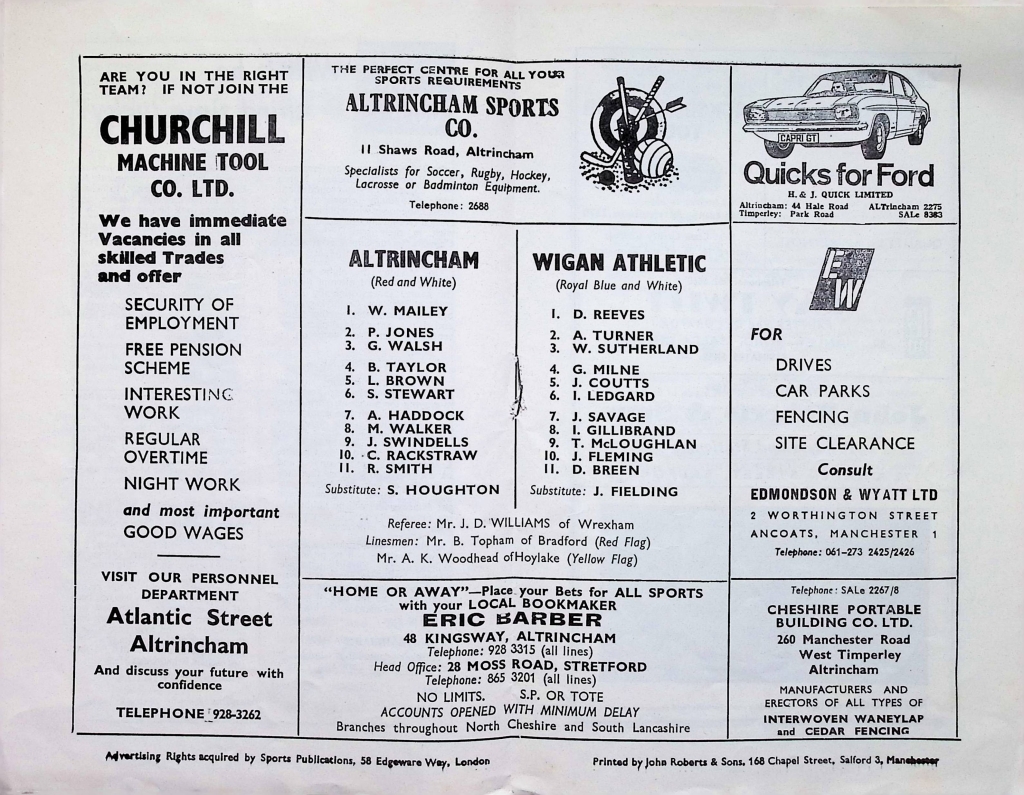 ARE YOU IN THE RIGHT
TEAM? IF NOT JOIN THE
CHURCHILL
MACHINE TOOL
CO. LTD.
We have immediate
Vacancies in all
skilled Trades
and offer
SECURITY OF
EMPLOYMENT
FREE PENSION
SCHEME
INTERESTING
WORK
REGULAR
OVERTIME
NIGHT WORK
and most important
GOOD WAGES
VISIT OUR PERSONNEL
DEPARTMENT
Atlantic Street
Altrincham
And discuss your future with
confidence
TELEPHONE 928-3262
THE PERFECT CENTRE FOR ALL YOUR
SPORTS REQUIREMENTS
ALTRINCHAM SPORTS
CO.
11 Shaws Road, Altrincham
Specialists for Soccer, Rugby, Hockey,
Lacrosse or Badminton Equipment.
Telephone: 2688
CAPRI GT
Quicks for Ford
H. & J. QUICK LIMITED
Altrincham: 44 Hale Road ALTrincham 2275
Timperley: Park Road SALe 8383
ALTRINCHAM
(Red and White)
1. W. MAILEY
2. P. JONES
3. G. WALSH
4. B. TAYLOR
5. L. BROWN
6. S. STEWART
7. A. HADDOCK
8. M. WALKER
9. J. SWINDELLS
10. C. RACKSTRAW
11. R. SMITH
Substitute: S. HOUGHTON
WIGAN ATHLETIC
(Royal Blue and White)
1. D. REEVES
2. A. TURNER
3. W. SUTHERLAND
4. G. MILNE
5. J. COUTTS
6. I. LEDGARD
7. J. SAVAGE
8. I. GILLIBRAND
9. T. McLOUGHLAN
10. J. FLEMING
11. D. BREEN
Substitute: J. FIELDING
Referee: Mr. J. D. WILLIAMS of Wrexham
Linesmen: Mr. B. Topham of Bradford (Red Flag)
Mr. A. K. Woodhead of Hoylake (Yellow Flag)
EW
FOR
DRIVES
CAR PARKS
FENCING
SITE CLEARANCE
Consult
EDMONDSON & WYATT LTD
2 WORTHINGTON STREET
ANCOATS, MANCHESTER 1
Telephone: 061-273 2425/2426
"HOME OR AWAY"—Place your Bets for ALL SPORTS
with your LOCAL BOOKMAKER
ERIC BARBER
48 KINGSWAY, ALTRINCHAM
Telephone: 928 3315 (all lines)
Head Office: 28 MOSS ROAD, STRETFORD
Telephone: 865 3201 (all lines)
NO LIMITS. S.P. OR TOTE
ACCOUNTS OPENED WITH MINIMUM DELAY
Branches throughout North Cheshire and South Lancashire
Telephone: SALe 2267/8
CHESHIRE PORTABLE
BUILDING CO. LTD.
260 Manchester Road
West Timperley
Altrincham
MANUFACTURERS AND
ERECTORS OF ALL TYPES OF
INTERWOVEN WANEYLAP
and CEDAR FENCING
Advertising Rights acquired by Sports Publications, 58 Edgeware Way, London
Printed by John Roberts & Sons, 168 Chapel Street, Salford 3, Manchester